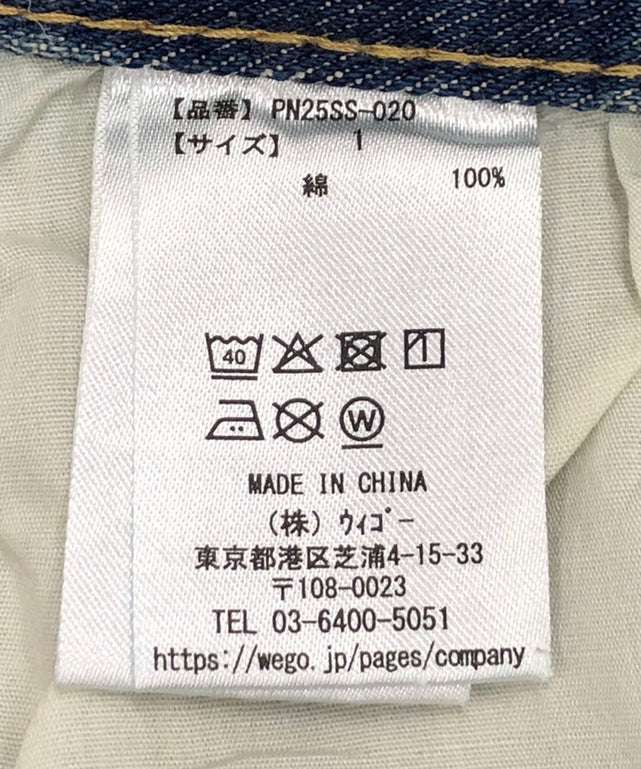 【品番】 PN25SS-020
【サイズ】 1
綿 100%
40
W
MADE IN CHINA
(株) ｳｨｺﾞｰ
東京都港区芝浦4-15-33
〒108-0023
TEL 03-6400-5051
https://wego.jp/pages/company